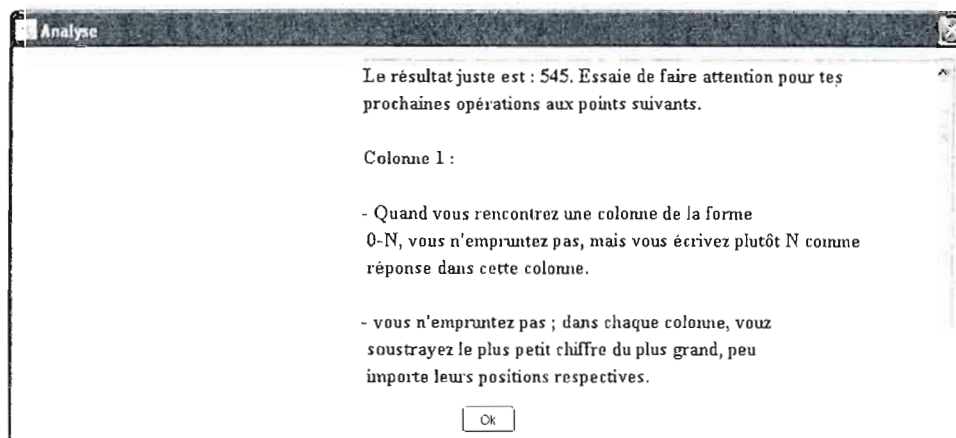 Analyse
Le résultat juste est : 545. Essaie de faire attention pour tes
prochaines opérations aux points suivants.
Colonne 1 :
- Quand vous rencontrez une colonne de la forme
0-N, vous n'empruntez pas, mais vous écrivez plutôt N comme
réponse dans cette colonne.
- vous n'empruntez pas ; dans chaque colonne, vouz
soustrayez le plus petit chiffre du plus grand, peu
importe leurs positions respectives.
Ok